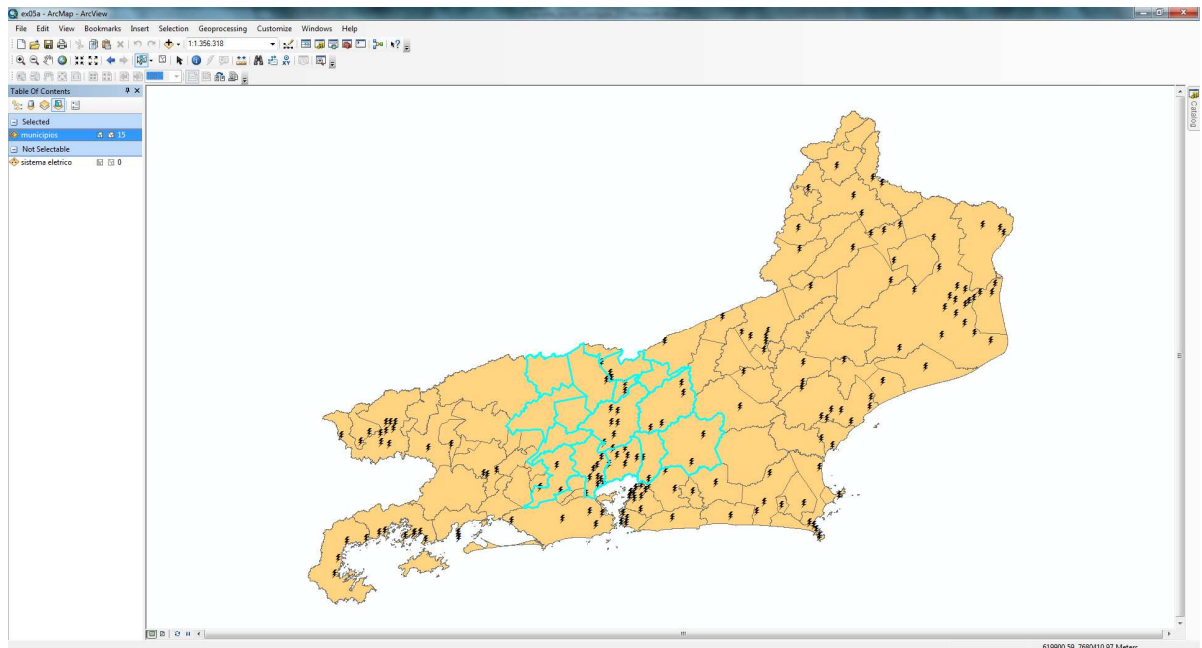 ex05a - ArcMap - ArcView
File Edit View Bookmarks Insert Selection Geoprocessing Customize Windows Help
1:1.356.318
Table Of Contents
Selected
municipios 15
Not Selectable
sistema eletrico 0
Catalog
619900,59 7680410,97 Meters